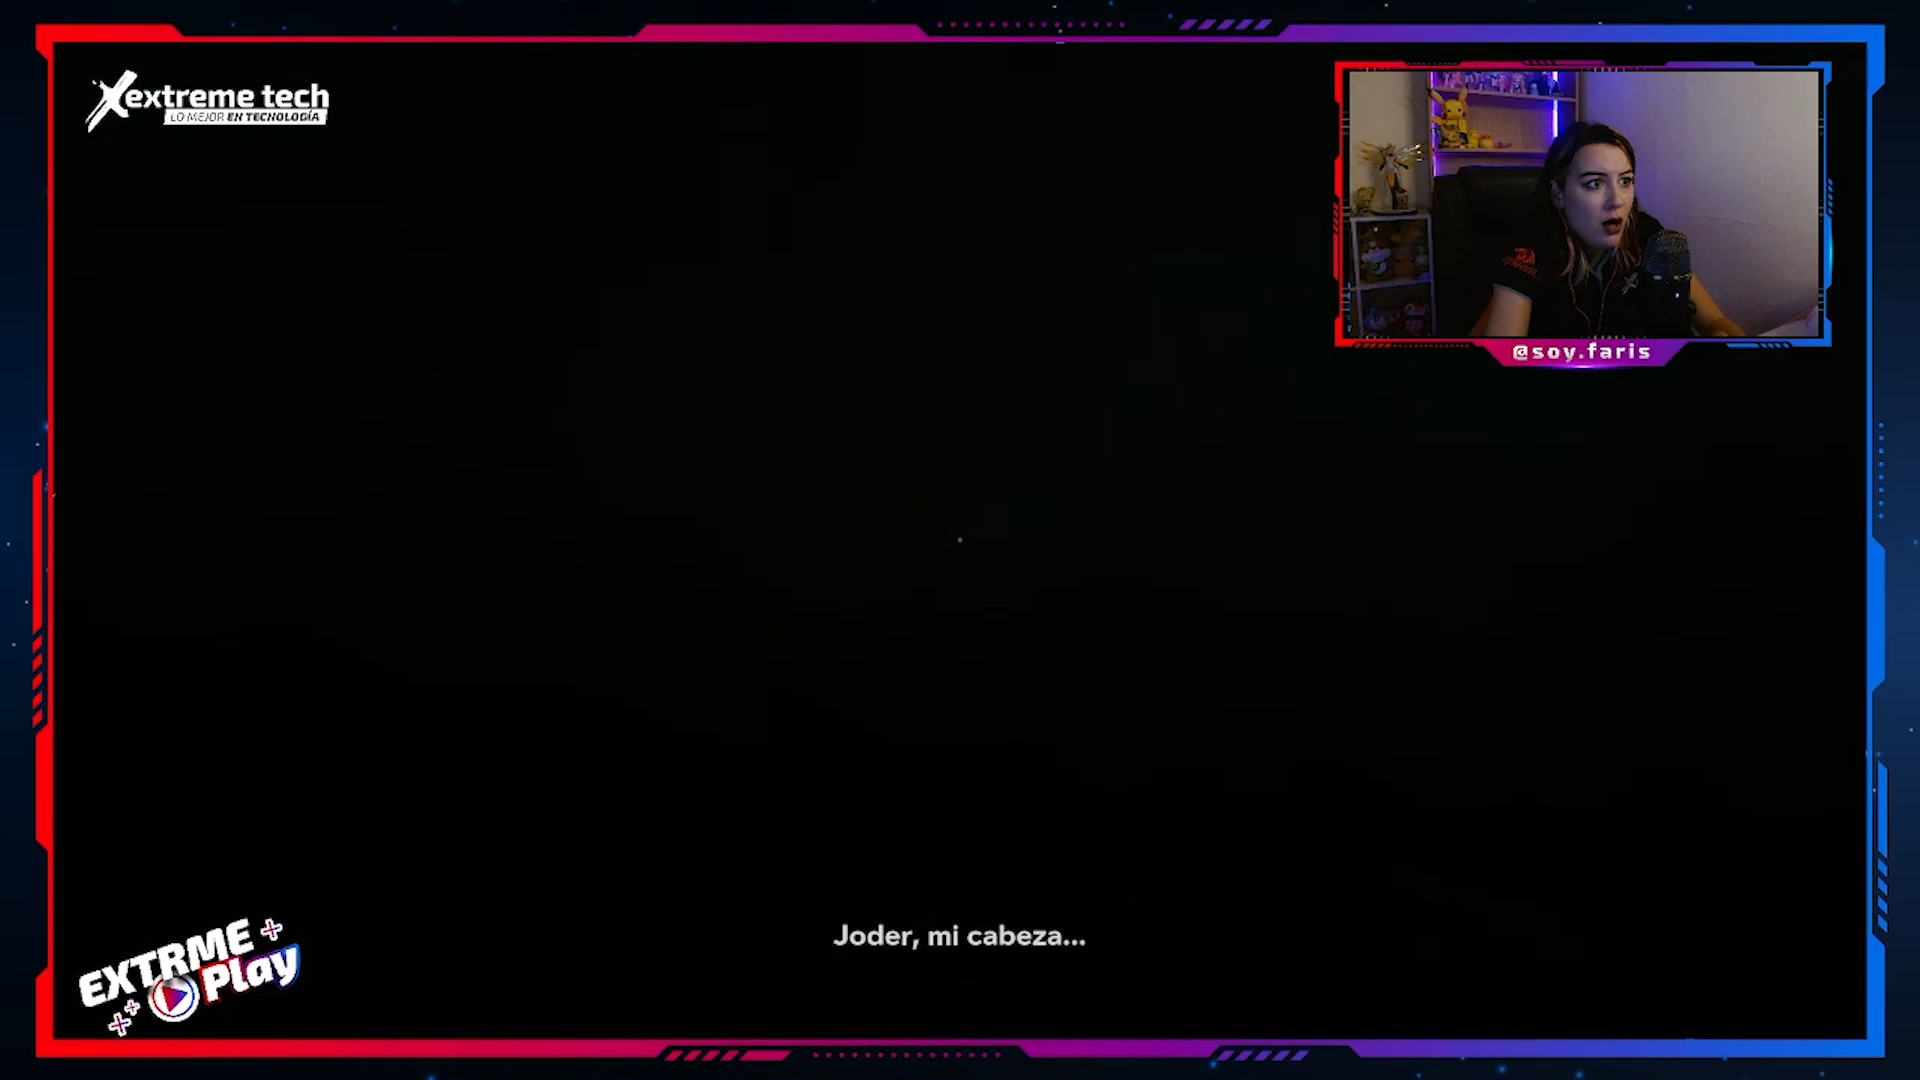 extreme tech
LO MEJOR EN TECNOLOGÍA
@soy.faris
Joder, mi cabeza...
EXTRME
Play